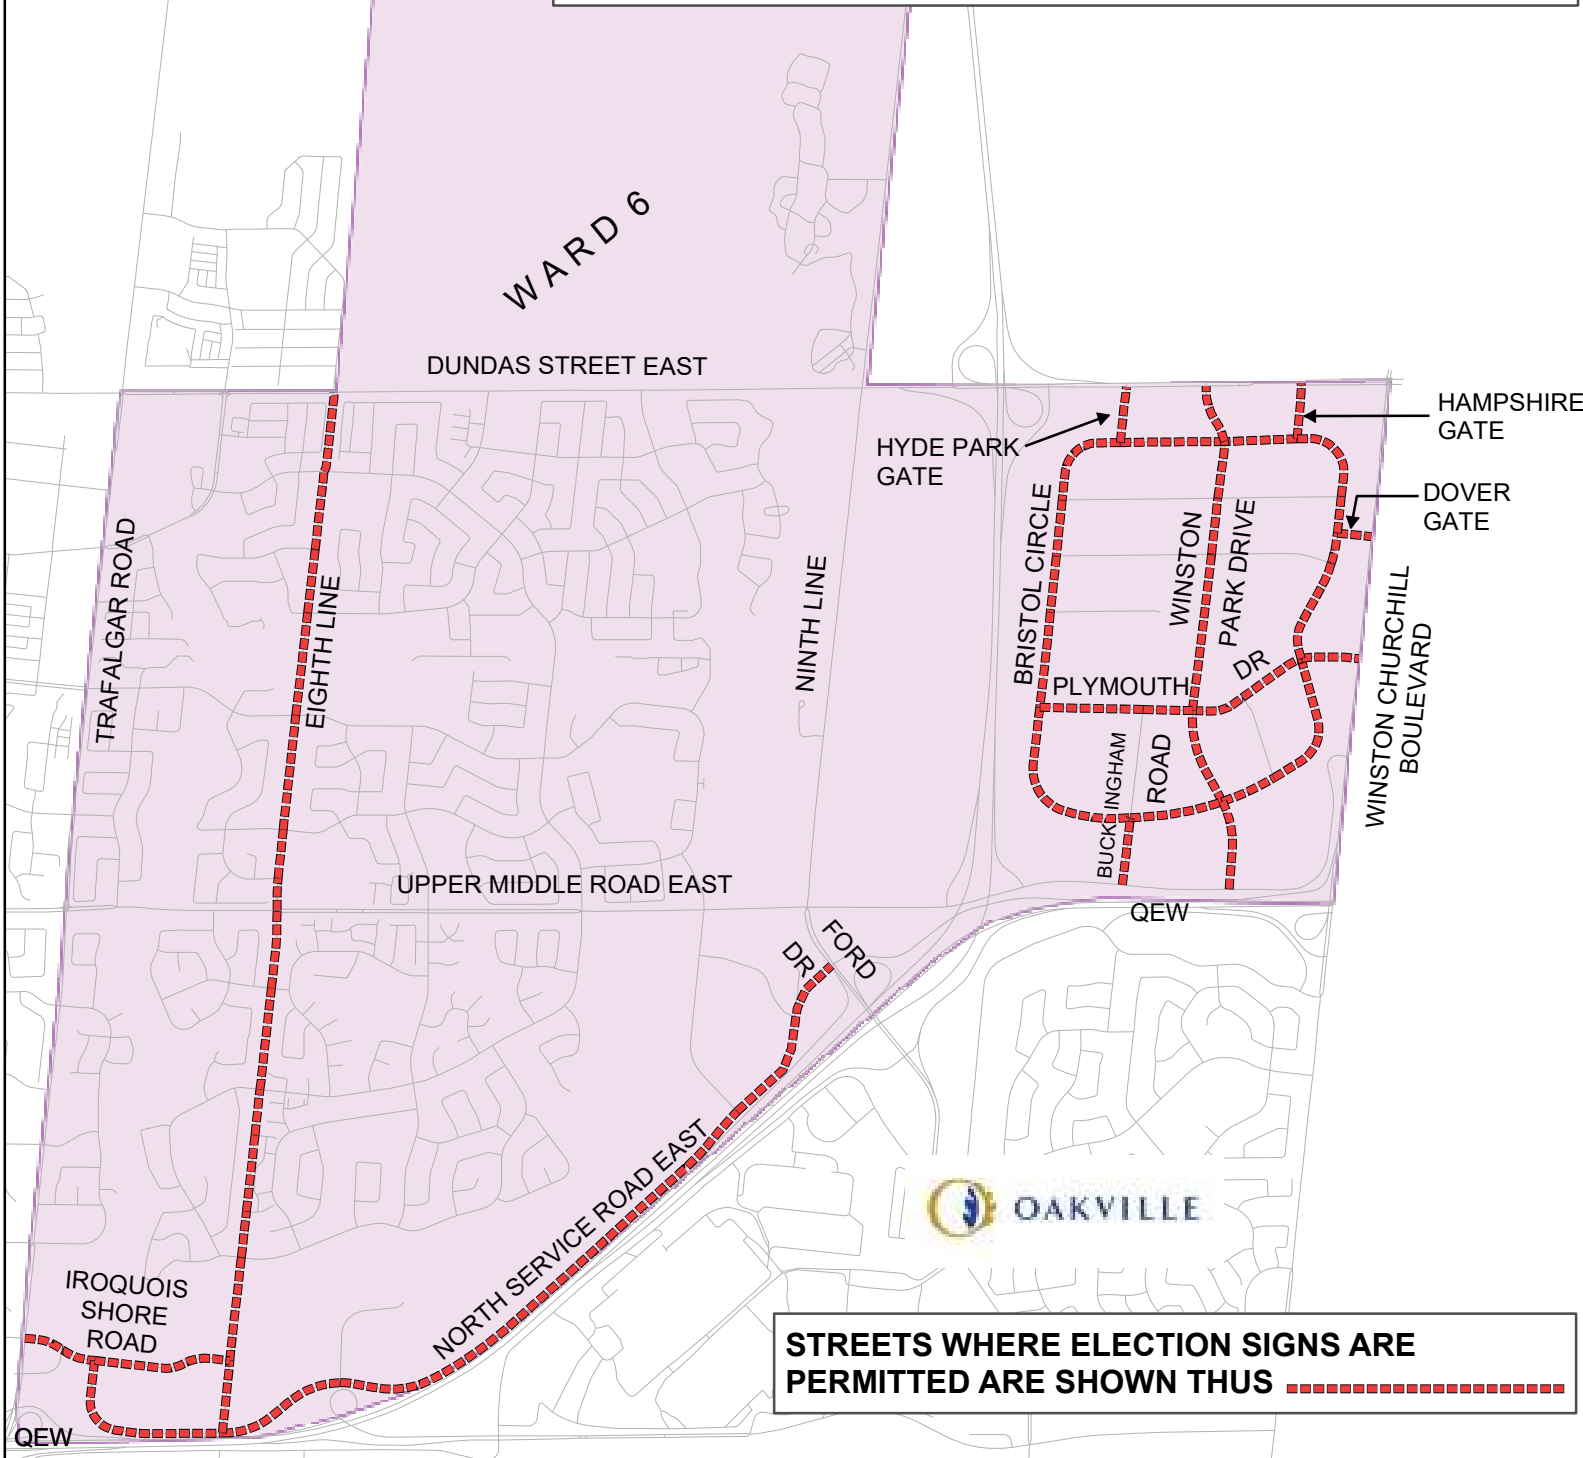 WARD 6
DUNDAS STREET EAST
HAMPSHIRE
GATE
HYDE PARK
GATE
DOVER
GATE
TRAFALGAR ROAD
EIGHTH LINE
NINTH LINE
BRISTOL CIRCLE
WINSTON
PARK DRIVE
PLYMOUTH
DR
WINSTON CHURCHILL
BOULEVARD
BUCKINGHAM
ROAD
UPPER MIDDLE ROAD EAST
QEW
FORD
DR
NORTH SERVICE ROAD EAST
OAKVILLE
IROQUOIS
SHORE
ROAD
STREETS WHERE ELECTION SIGNS ARE
PERMITTED ARE SHOWN THUS
QEW